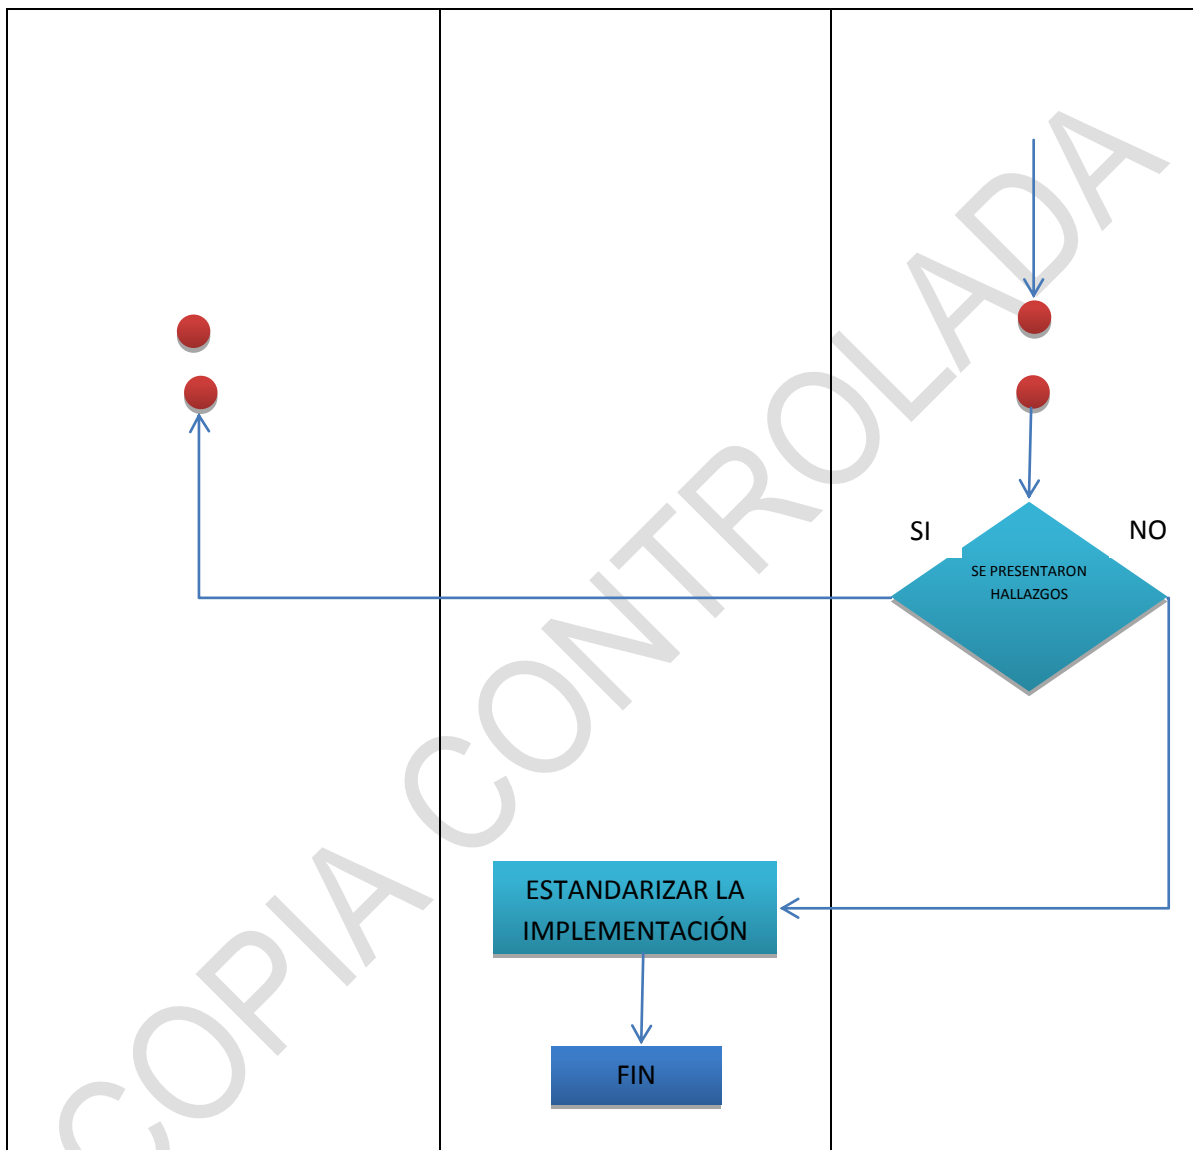 SI
NO
SE PRESENTARON
HALLAZGOS
ESTANDARIZAR LA
IMPLEMENTACIÓN
FIN
COPIA CONTROLADA